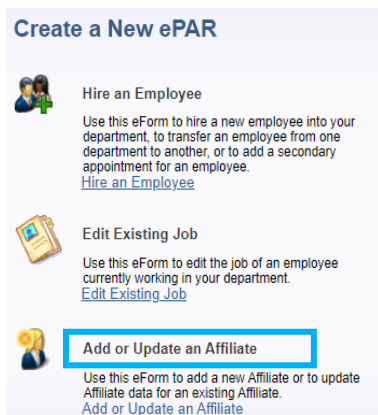 Create a New ePAR
Hire an Employee
Use this eForm to hire a new employee into your
department, to transfer an employee from one
department to another, or to add a secondary
appointment for an employee.
Hire an Employee
Edit Existing Job
Use this eForm to edit the job of an employee
currently working in your department.
Edit Existing Job
Add or Update an Affiliate
Use this eForm to add a new Affiliate or to update
Affiliate data for an existing Affiliate.
Add or Update an Affiliate